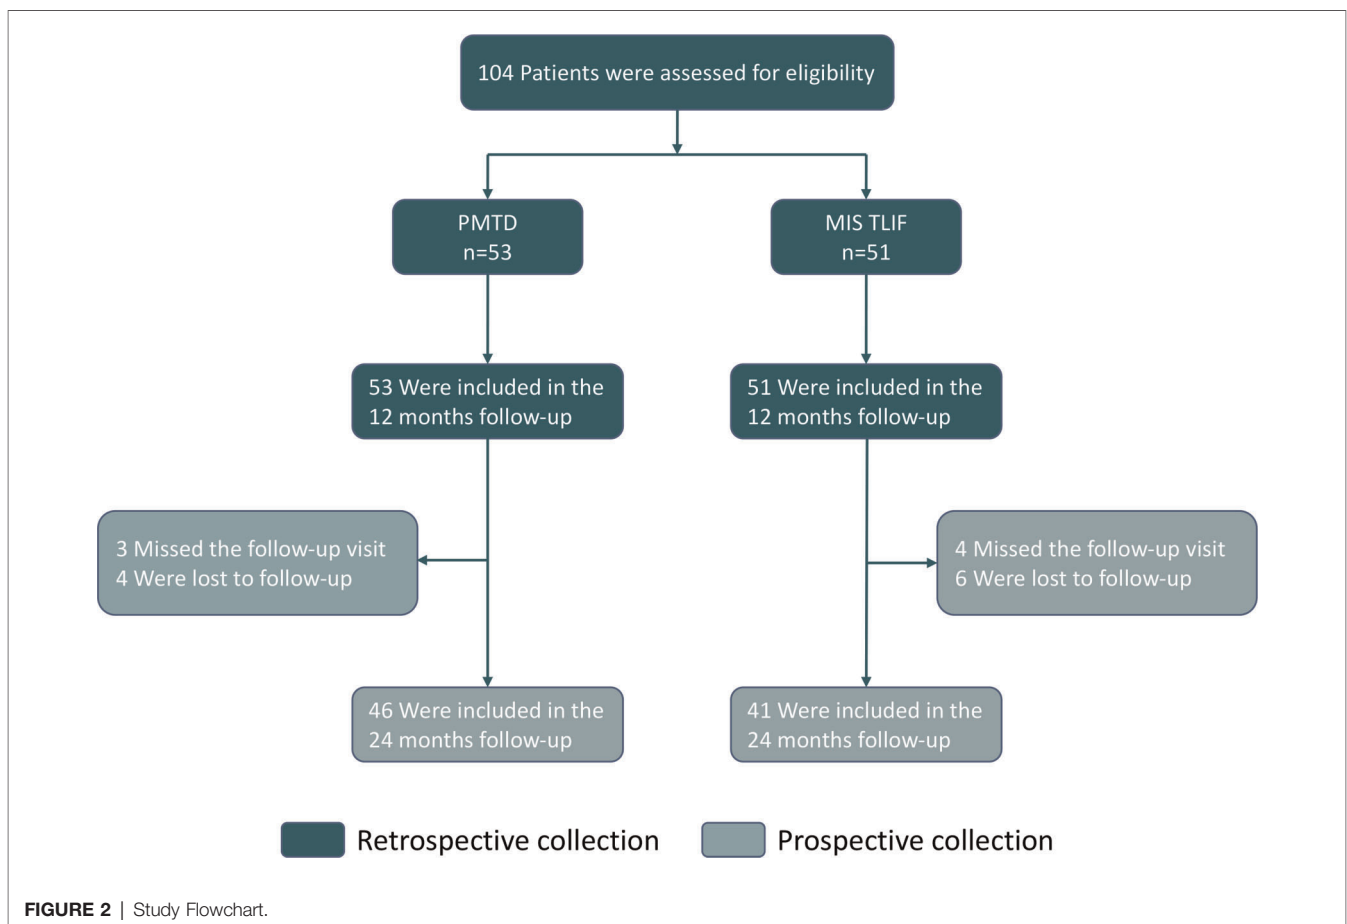 104 Patients were assessed for eligibility
PMTD
n=53
MIS TLIF
n=51
53 Were included in the
12 months follow-up
51 Were included in the
12 months follow-up
3 Missed the follow-up visit
4 Were lost to follow-up
4 Missed the follow-up visit
6 Were lost to follow-up
46 Were included in the
24 months follow-up
41 Were included in the
24 months follow-up
Retrospective collection
Prospective collection
FIGURE 2 | Study Flowchart.